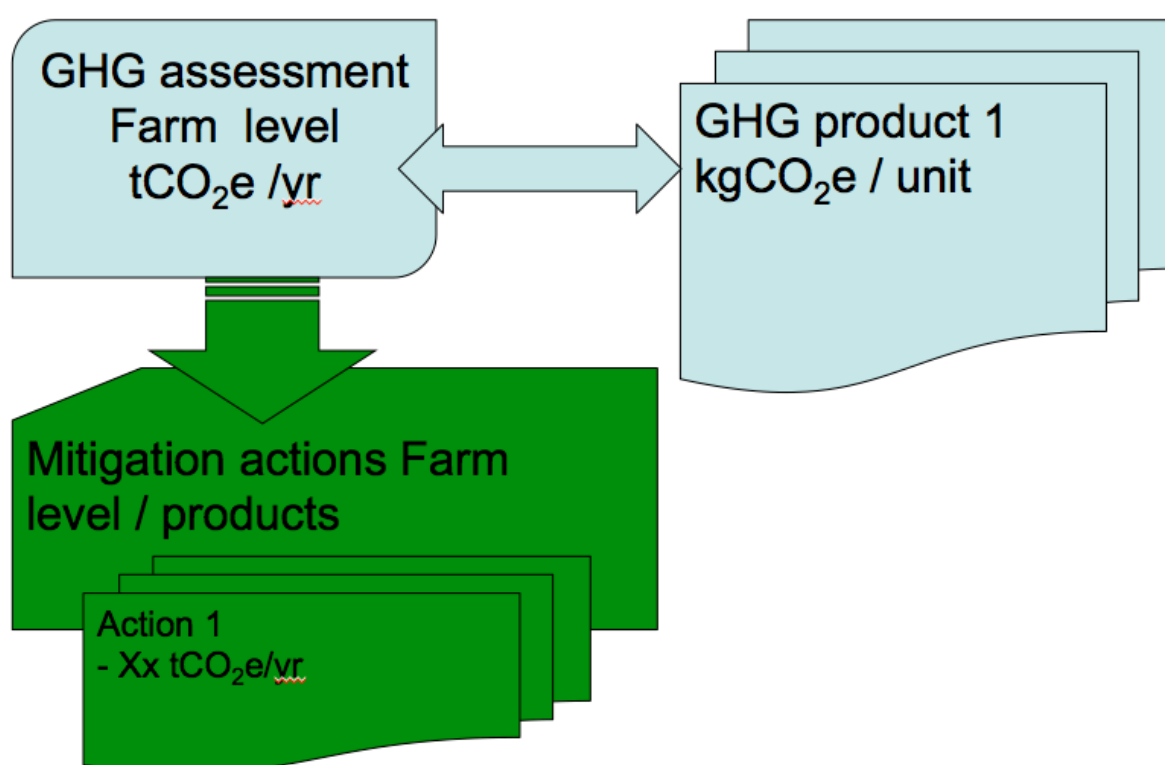 GHG assessment
Farm level
tCO₂e /yr
GHG product 1
kgCO₂e / unit
Mitigation actions Farm
level / products
Action 1
- Xx tCO₂e/yr